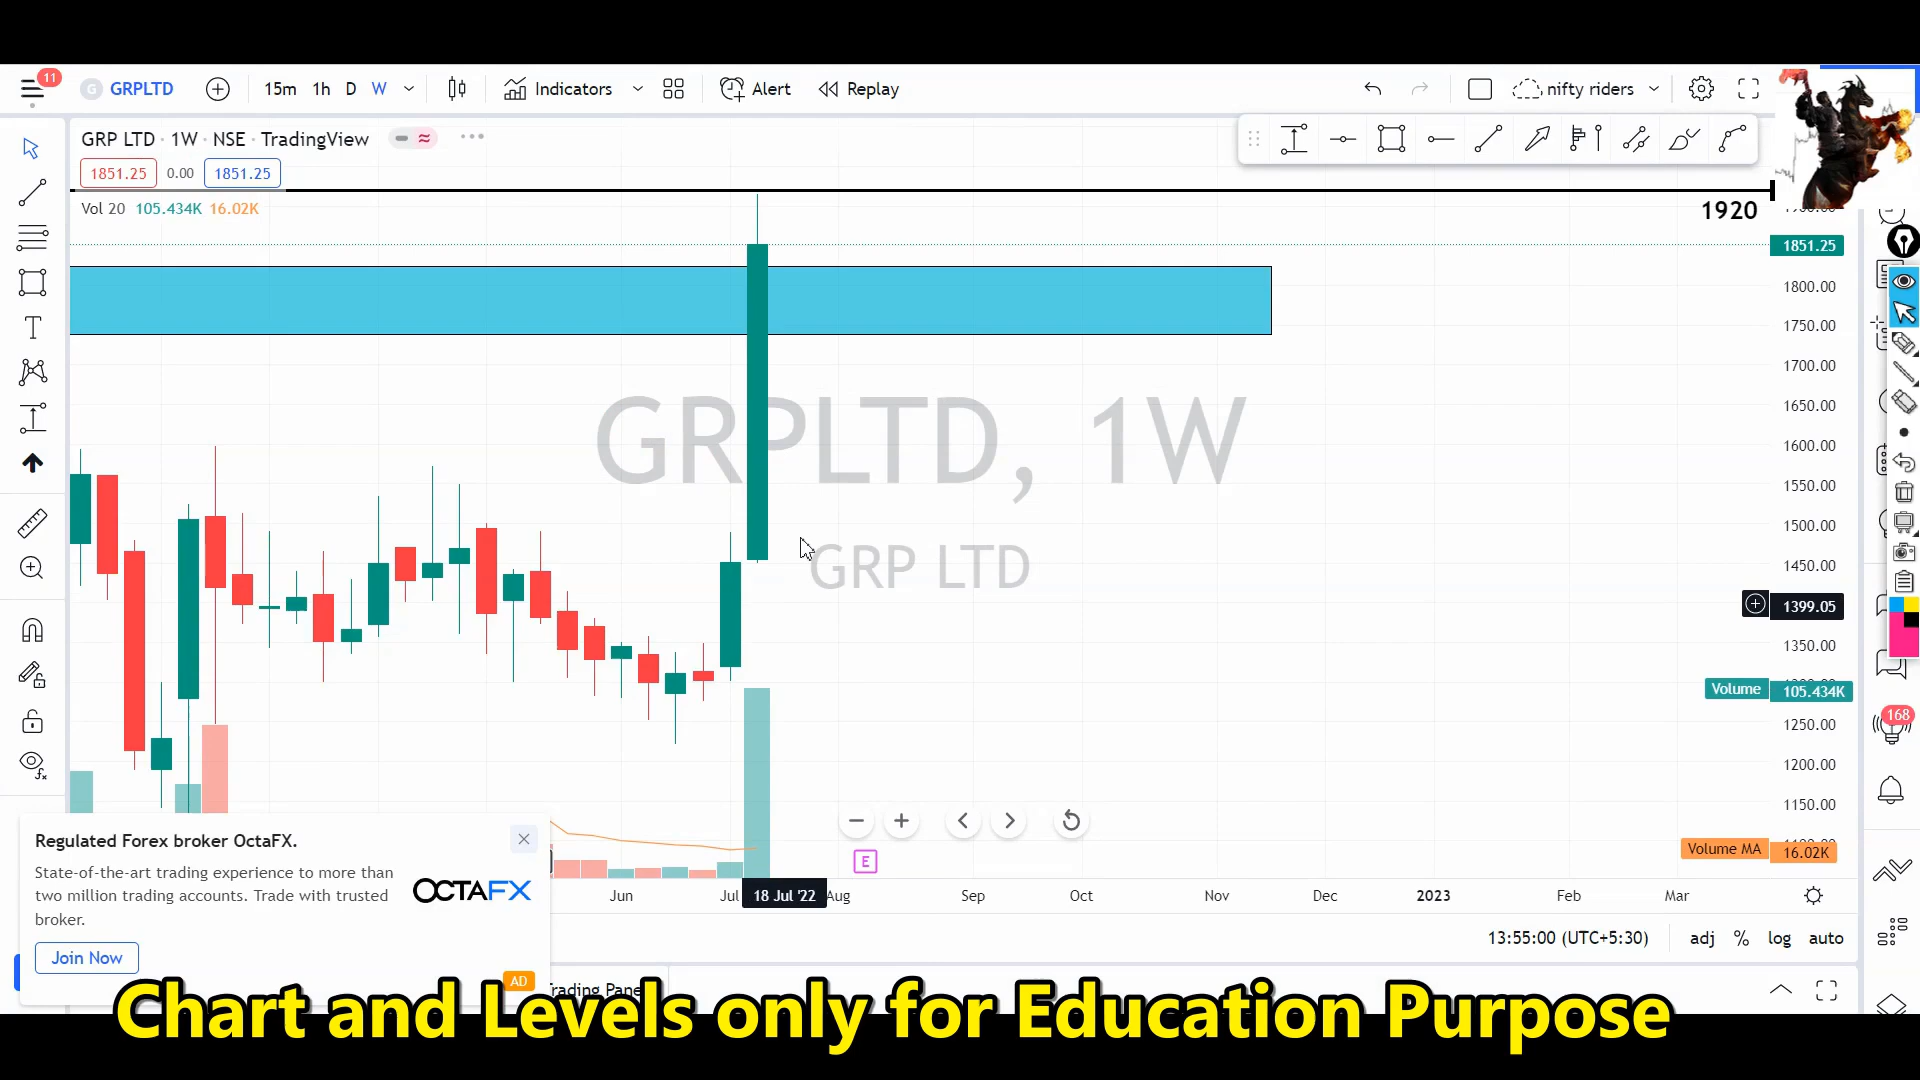 11
G GRPLTD 15m 1h D W Indicators Alert Replay nifty riders
GRP LTD · 1W · NSE · TradingView
1851.25 0.00 1851.25
Vol 20 105.434K 16.02K
1920
1851.25
1800.00
1750.00
1700.00
1650.00
1600.00
1550.00
1500.00
1450.00
1399.05
1350.00
1250.00
1200.00
1150.00
GRPLTD, 1W
GRP LTD
Volume 105.434K
Volume MA 16.02K
168
E
Jun Jul 18 Jul '22 Aug Sep Oct Nov Dec 2023 Feb Mar
13:55:00 (UTC+5:30) adj % log auto
Regulated Forex broker OctaFX.
State-of-the-art trading experience to more than
two million trading accounts. Trade with trusted
broker.
OCTAFX
Join Now
AD
Trading Pane
Chart and Levels only for Education Purpose